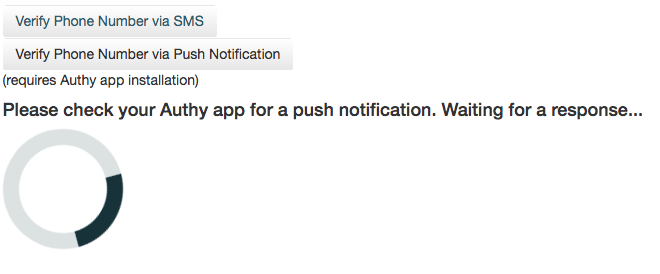 Verify Phone Number via SMS
Verify Phone Number via Push Notification
(requires Authy app installation)
Please check your Authy app for a push notification. Waiting for a response...